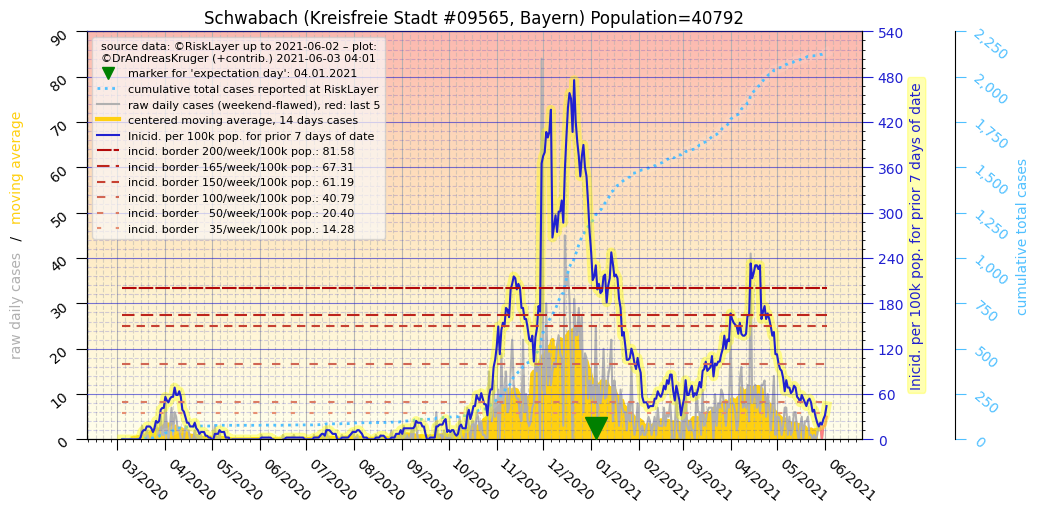 Schwabach (Kreisfreie Stadt #09565, Bayern) Population=40792
source data: ©RiskLayer up to 2021-06-02 – plot:
©DrAndreasKruger (+contrib.) 2021-06-03 04:01
marker for 'expectation day': 04.01.2021
cumulative total cases reported at RiskLayer
raw daily cases (weekend-flawed), red: last 5
centered moving average, 14 days cases
Inicid. per 100k pop. for prior 7 days of date
incid. border 200/week/100k pop.: 81.58
incid. border 165/week/100k pop.: 67.31
incid. border 150/week/100k pop.: 61.19
incid. border 100/week/100k pop.: 40.79
incid. border 50/week/100k pop.: 20.40
incid. border 35/week/100k pop.: 14.28
raw daily cases / moving average
90
80
70
60
50
40
30
20
10
0
540
480
420
360
300
240
180
120
60
0
Inicid. per 100k pop. for prior 7 days of date
2,250
2,000
1,750
1,500
1,250
1,000
750
500
250
0
cumulative total cases
03/2020
04/2020
05/2020
06/2020
07/2020
08/2020
09/2020
10/2020
11/2020
12/2020
01/2021
02/2021
03/2021
04/2021
05/2021
06/2021